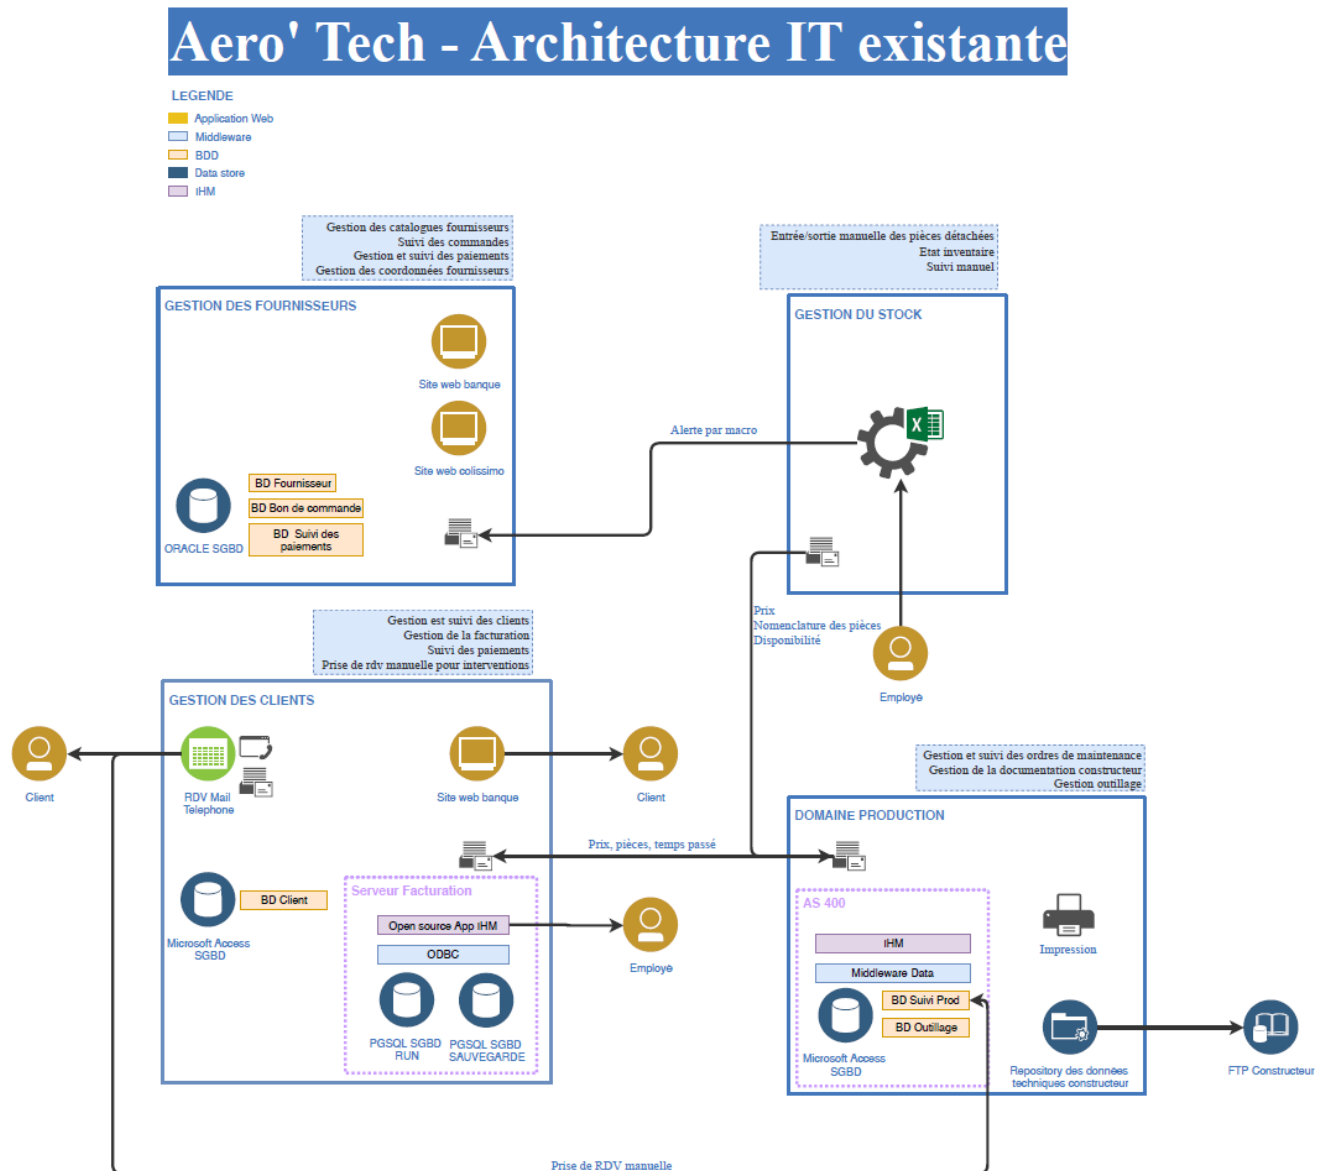 Aero' Tech - Architecture IT existante
LEGENDE
Application Web
Middleware
BDD
Data store
IHM
Gestion des catalogues fournisseurs
Suivi des commandes
Gestion et suivi des paiements
Gestion des coordonnées fournisseurs
Entrée/sortie manuelle des pièces détachées
Etat inventaire
Suivi manuel
GESTION DES FOURNISSEURS
Site web banque
Site web colissimo
BD Fournisseur
BD Bon de commande
BD Suivi des
paiements
ORACLE SGBD
Alerte par macro
GESTION DU STOCK
X
Prix
Nomenclature des pièces
Disponibilité
Employé
Gestion est suivi des clients
Gestion de la facturation
Suivi des paiements
Prise de rdv manuelle pour interventions
GESTION DES CLIENTS
Client
RDV Mail
Telephone
Site web banque
Client
Prix, pièces, temps passé
BD Client
Microsoft Access
SGBD
Serveur Facturation
Open source App IHM
ODBC
PGSQL SGBD
RUN
PGSQL SGBD
SAUVEGARDE
Employé
Gestion et suivi des ordres de maintenance
Gestion de la documentation constructeur
Gestion outillage
DOMAINE PRODUCTION
AS 400
IHM
Middleware Data
BD Suivi Prod
BD Outillage
Microsoft Access
SGBD
Impression
Repository des données
techniques constructeur
FTP Constructeur
Prise de RDV manuelle